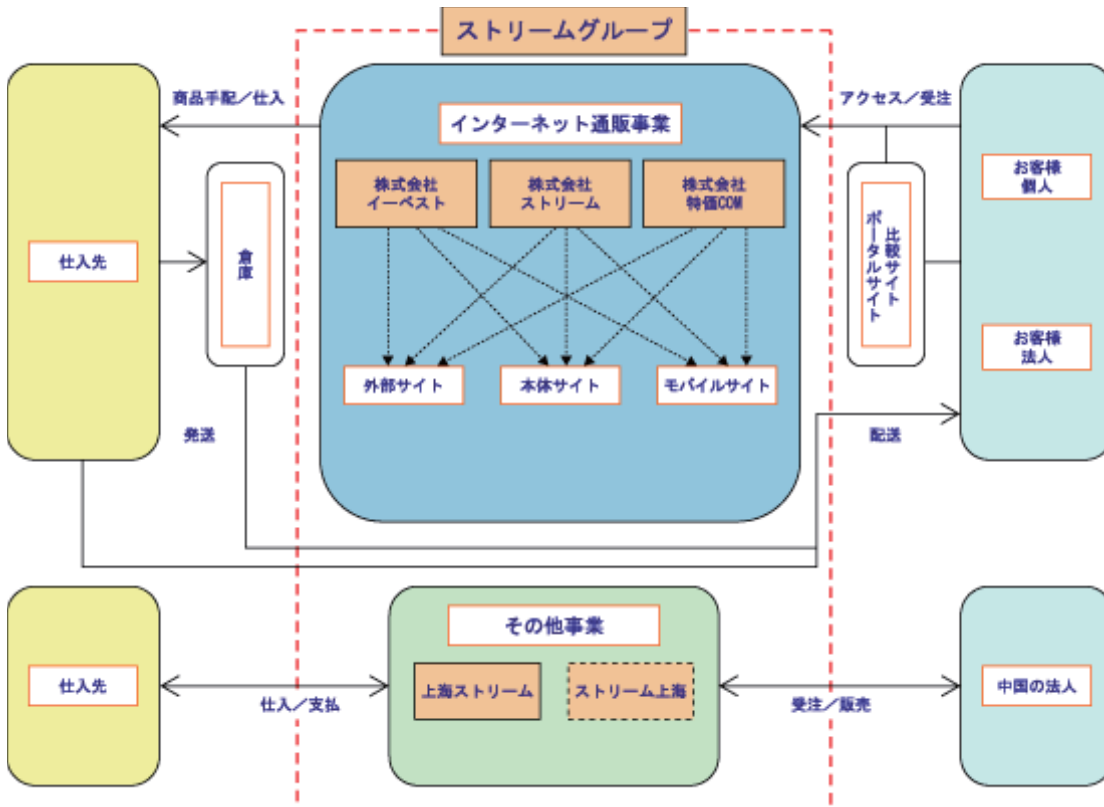 ストリームグループ
商品手配／仕入
アクセス／受注
インターネット通販事業
株式会社
イーベスト
株式会社
ストリーム
株式会社
特価COM
お客様
個人
仕入先
倉庫
比較サイト
ポータルサイト
お客様
法人
外部サイト
本体サイト
モバイルサイト
発送
配送
その他事業
仕入先
上海ストリーム
ストリーム上海
中国の法人
仕入／支払
受注／販売